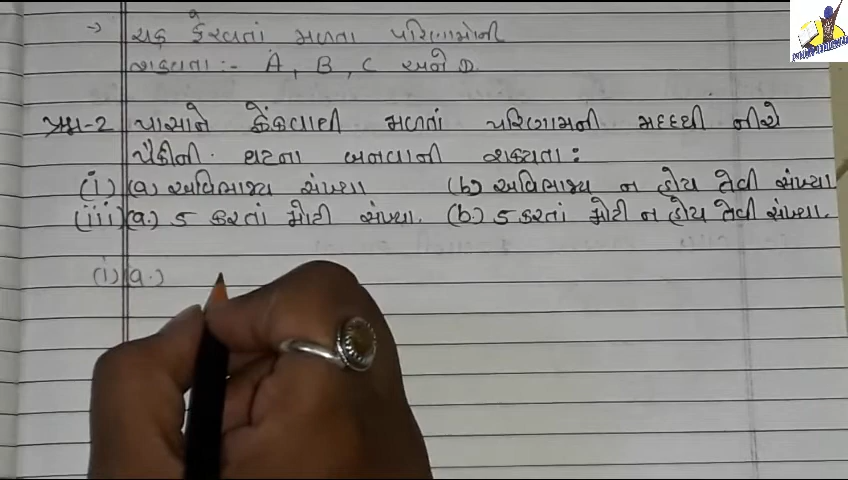 → ચક્ર ફેરવતાં મળતા પરિણામોની
શક્યતા :- A, B, C અને D.
પ્રશ્ન-2 પાસાને ફેંકવાથી મળતાં પરિણામની મદદથી નીચે
પૈકીની ઘટના બનવાની શક્યતા :
(i) (a) અવિભાજ્ય સંખ્યા (b) અવિભાજ્ય ન હોય તેવી સંખ્યા
(iii) (a) 5 કરતાં મોટી સંખ્યા. (b) 5 કરતાં મોટી ન હોય તેવી સંખ્યા.
(i) (a.)